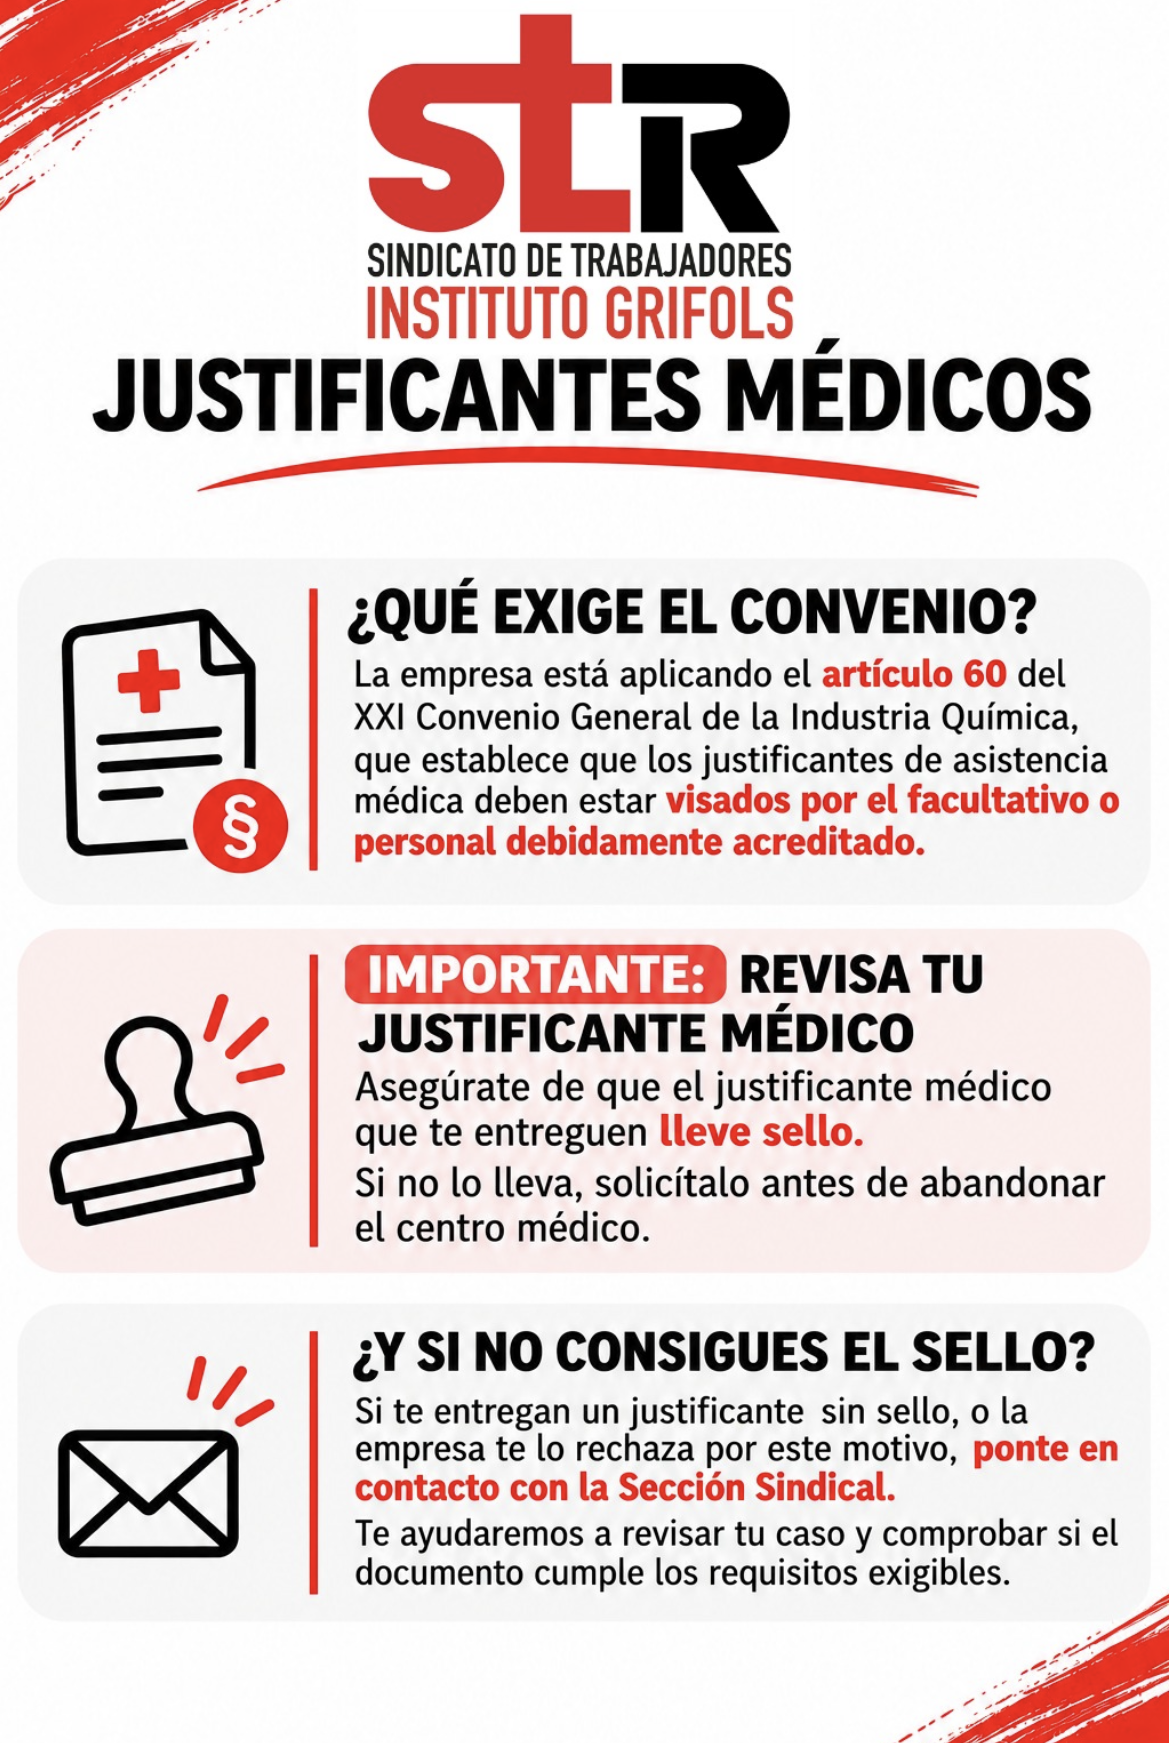 StR
SINDICATO DE TRABAJADORES
INSTITUTO GRIFOLS
JUSTIFICANTES MÉDICOS
¿QUÉ EXIGE EL CONVENIO?
La empresa está aplicando el artículo 60 del
XXI Convenio General de la Industria Química,
que establece que los justificantes de asistencia
médica deben estar visados por el facultativo o
personal debidamente acreditado.
§
IMPORTANTE: REVISA TU
JUSTIFICANTE MÉDICO
Asegúrate de que el justificante médico
que te entreguen lleve sello.
Si no lo lleva, solicítalo antes de abandonar
el centro médico.
¿Y SI NO CONSIGUES EL SELLO?
Si te entregan un justificante sin sello, o la
empresa te lo rechaza por este motivo, ponte en
contacto con la Sección Sindical.
Te ayudaremos a revisar tu caso y comprobar si el
documento cumple los requisitos exigibles.